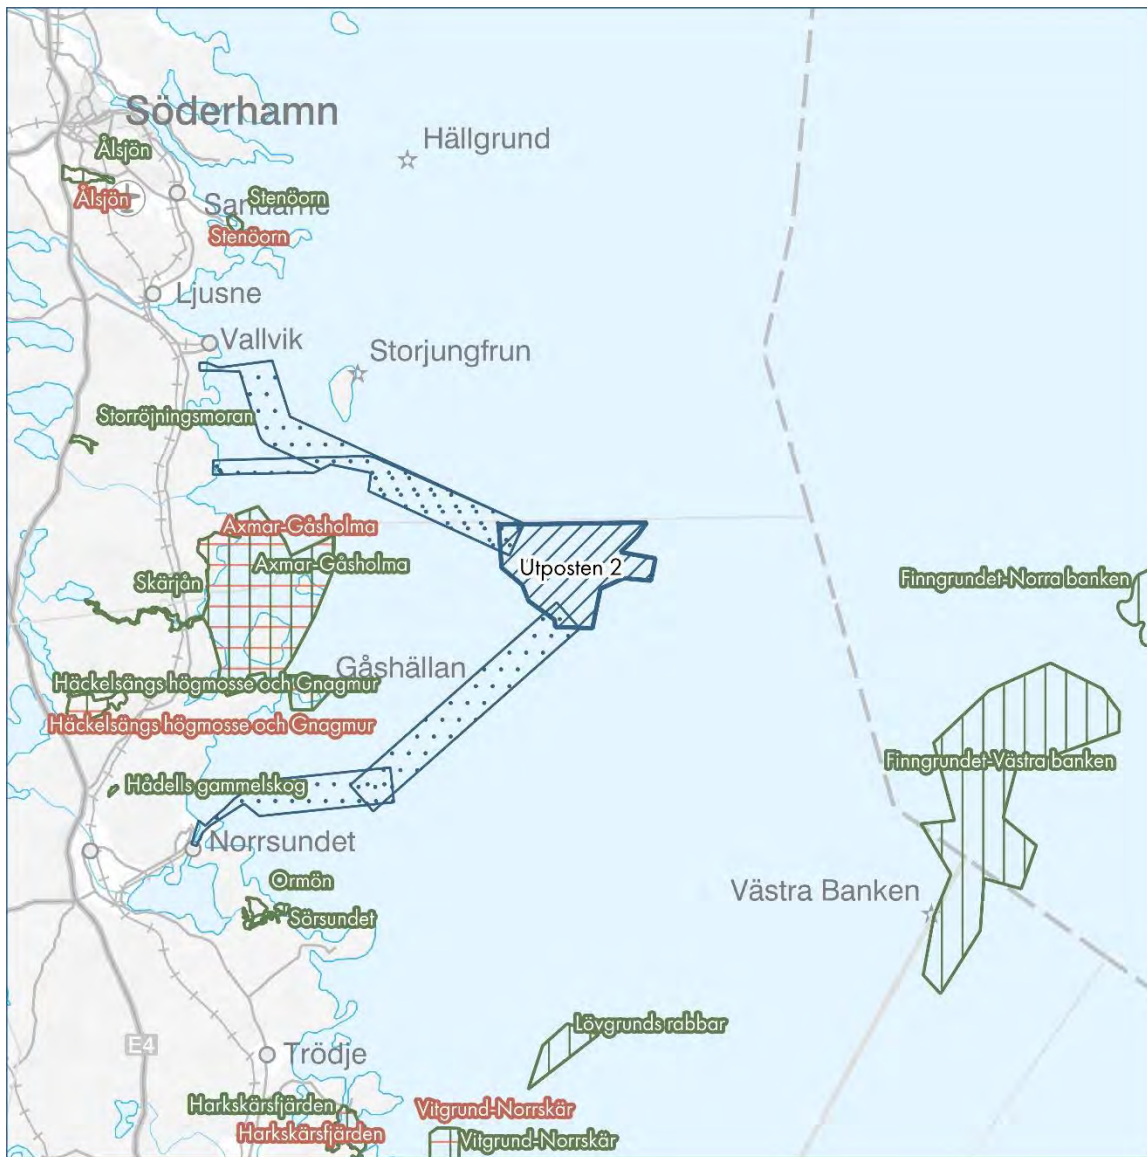 Söderhamn
Hällgrund
Ålsjön
Ålsjön
Sandarne
Stenöorn
Stenöorn
Ljusne
Vallvik
Storjungfrun
Storröjningsmoran
Axmar-Gåsholma
Axmar-Gåsholma
Utposten 2
Skärjån
Finngrundet-Norra banken
Gåshällan
Häckelsängs högmosse och Gnagmur
Häckelsängs högmosse och Gnagmur
Finngrundet-Västra banken
Hådells gammelskog
Norrsundet
Ormön
Västra Banken
Sörsundet
Lövgrunds rabbar
E4
Trödje
Harkskärsfjärden
Vitgrund-Norrskär
Harkskärsfjärden
Vitgrund-Norrskär